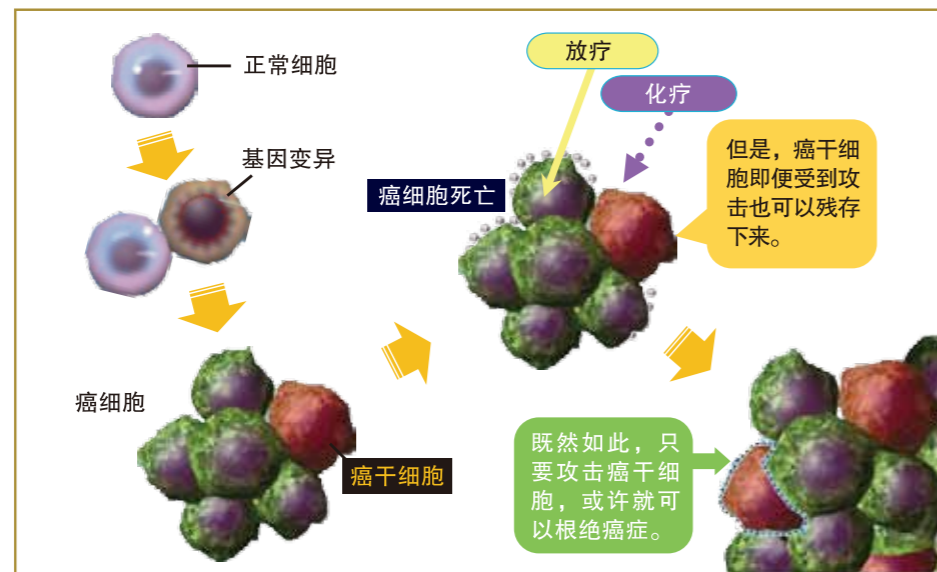 正常细胞
基因变异
癌细胞
癌干细胞
放疗
化疗
癌细胞死亡
但是，癌干细
胞即便受到攻
击也可以残存
下来。
既然如此，只
要攻击癌干细
胞，或许就可
以根绝癌症。